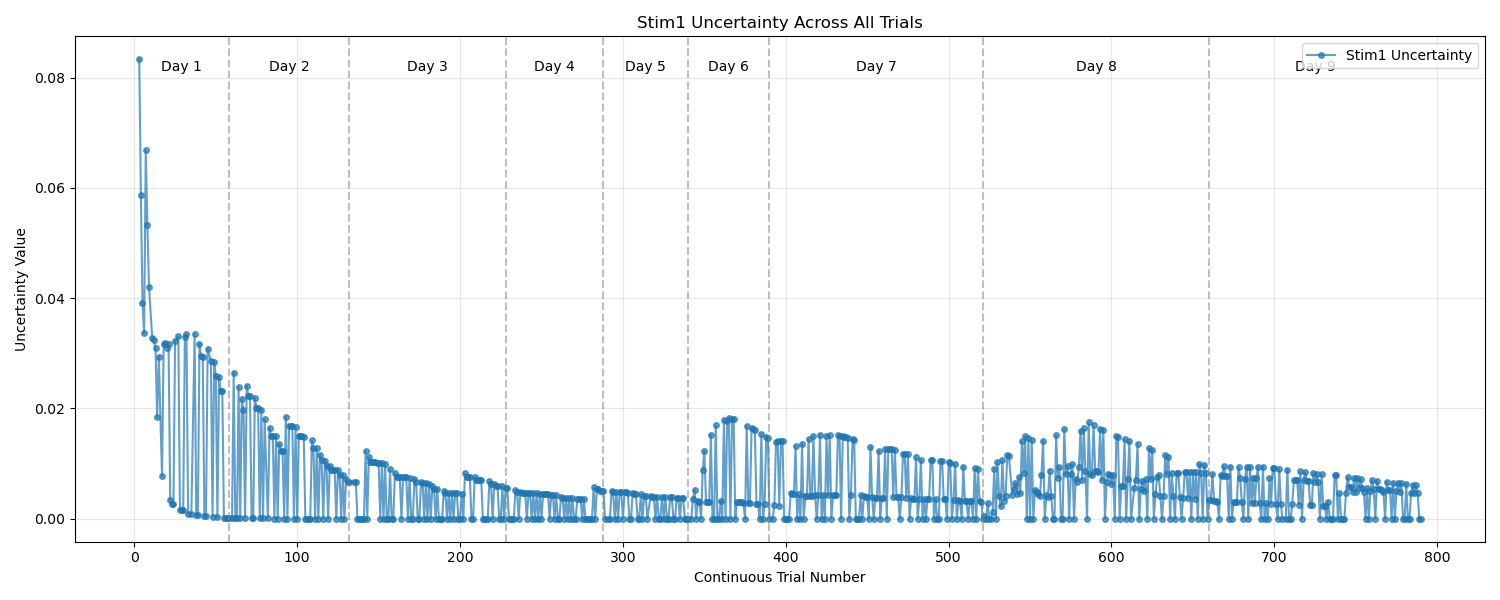 Stim1 Uncertainty Across All Trials
Uncertainty Value
0.08
0.06
0.04
0.02
0.00
Day 1 Day 2 Day 3 Day 4 Day 5 Day 6 Day 7 Day 8 Day 9
Stim1 Uncertainty
0 100 200 300 400 500 600 700 800
Continuous Trial Number